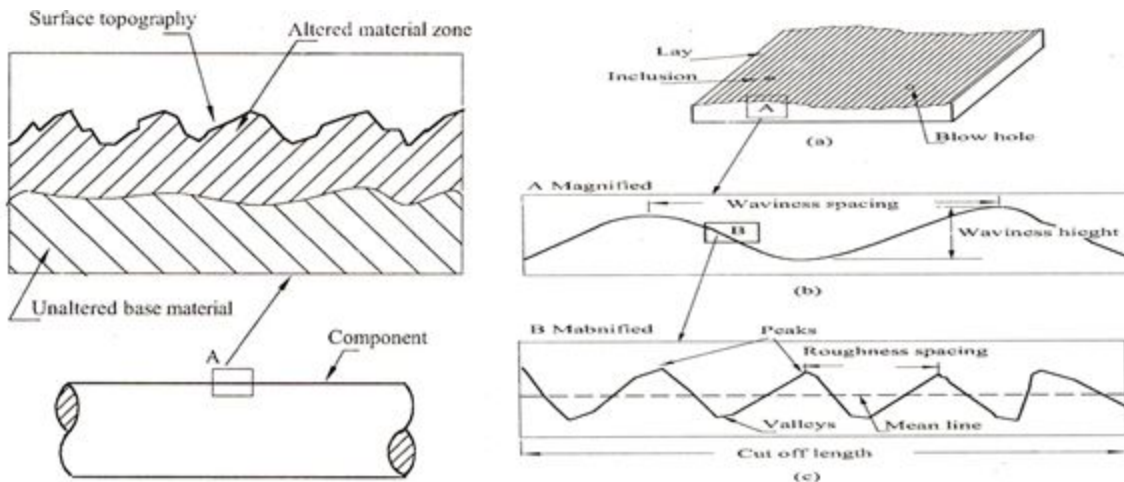 Surface topography
Altered material zone
Unaltered base material
A
Component
Lay
Inclusion
A
Blow hole
(a)
A Magnified
Waviness spacing
B
Waviness hieght
(b)
B Mabnified
Peaks
Roughness spacing
Valleys
Mean line
Cut off length
(c)